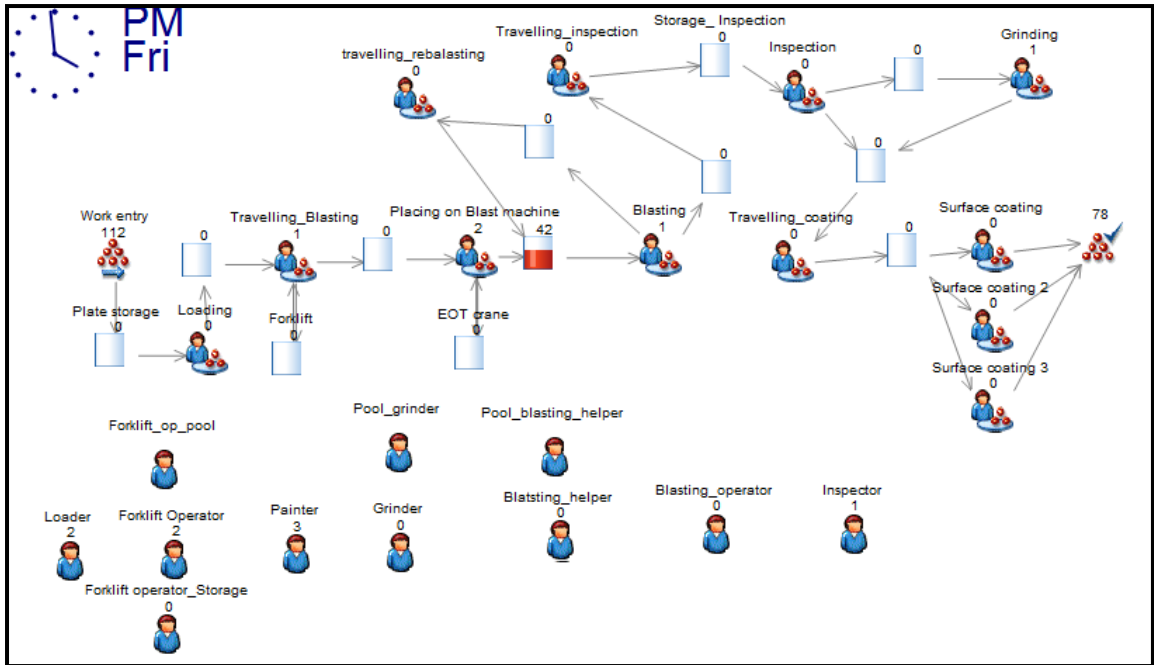 PM
Fri
Storage_ Inspection
0
Travelling_inspection
0
Grinding
1
Inspection
0
0
travelling_rebalasting
0
0
0
0
Work entry
112
Travelling_Blasting
1
Placing on Blast machine
2
42
Blasting
1
Travelling_coating
0
Surface coating
0
78
0
0
0
Plate storage
0
Loading
0
Forklift
0
EOT crane
0
Surface coating 2
0
Surface coating 3
0
Forklift_op_pool
Pool_grinder
Pool_blasting_helper
Loader
2
Forklift Operator
2
Painter
3
Grinder
0
Blatsting_helper
0
Blasting_operator
0
Inspector
1
Forklift operator_Storage
0